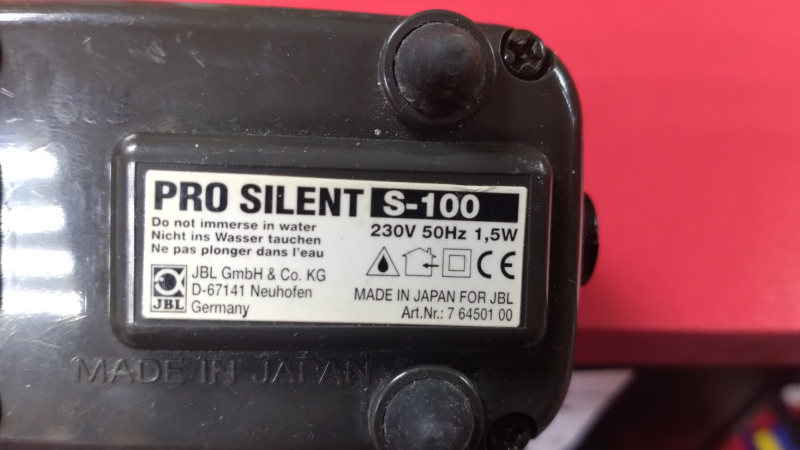 PRO SILENT S-100
Do not immerse in water
Nicht ins Wasser tauchen
Ne pas plonger dans l'eau
230V 50Hz 1,5W
CE
JBL
JBL GmbH & Co. KG
D-67141 Neuhofen
Germany
MADE IN JAPAN FOR JBL
Art.Nr.: 7 64501 00
MADE IN JAPAN